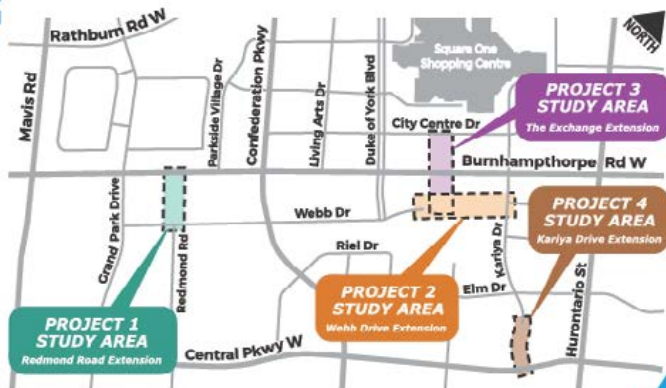 Rathburn Rd W
NORTH
Mavis Rd
Parkside Village Dr
Confederation Pkwy
Living Arts Dr
Duke of York Blvd
Square One
Shopping Centre
City Centre Dr
PROJECT 3
STUDY AREA
The Exchange Extension
Burnhamthorpe Rd W
Grand Park Drive
Redmond Rd
Webb Dr
Riel Dr
Kariya Dr
Elm Dr
Hurontario St
PROJECT 4
STUDY AREA
Kariya Drive Extension
PROJECT 2
STUDY AREA
Webb Drive Extension
PROJECT 1
STUDY AREA
Redmond Road Extension
Central Pkwy W